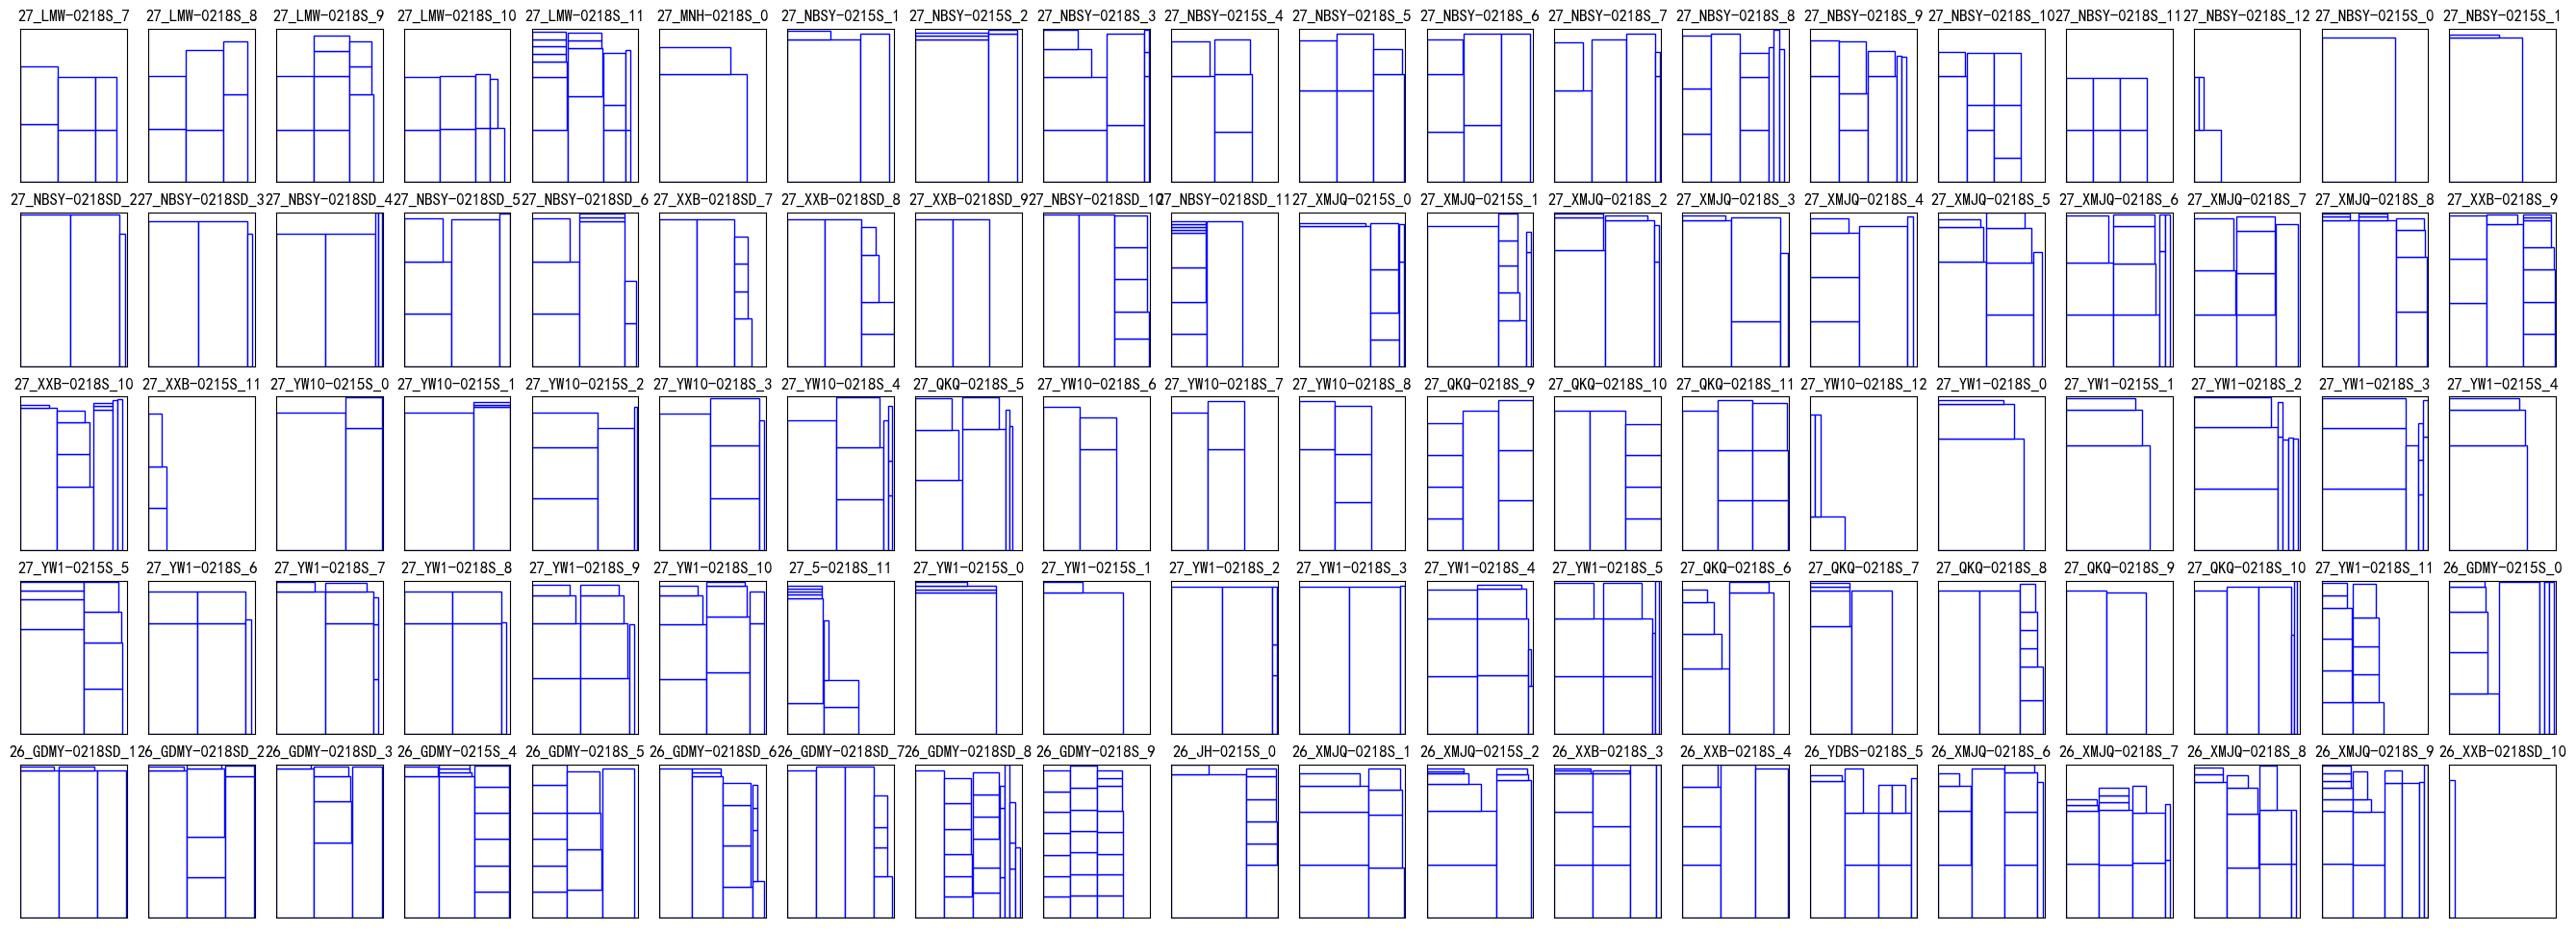 27_LMW-0218S_7 27_LMW-0218S_8 27_LMW-0218S_9 27_LMW-0218S_10 27_LMW-0218S_11 27_MNH-0218S_0 27_NBSY-0215S_1 27_NBSY-0215S_2 27_NBSY-0218S_3 27_NBSY-0215S_4 27_NBSY-0218S_5 27_NBSY-0218S_6 27_NBSY-0218S_7 27_NBSY-0218S_8 27_NBSY-0218S_9 27_NBSY-0218S_10 27_NBSY-0218S_11 27_NBSY-0218S_12 27_NBSY-0215S_0 27_NBSY-0215S_1
27_NBSY-0218SD_2 27_NBSY-0218SD_3 27_NBSY-0218SD_4 27_NBSY-0218SD_5 27_NBSY-0218SD_6 27_XXB-0218SD_7 27_XXB-0218SD_8 27_XXB-0218SD_9 27_NBSY-0218SD_10 27_NBSY-0218SD_11 27_XMJQ-0215S_0 27_XMJQ-0215S_1 27_XMJQ-0218S_2 27_XMJQ-0218S_3 27_XMJQ-0218S_4 27_XMJQ-0218S_5 27_XMJQ-0218S_6 27_XMJQ-0218S_7 27_XMJQ-0218S_8 27_XXB-0218S_9
27_XXB-0218S_10 27_XXB-0215S_11 27_YW10-0215S_0 27_YW10-0215S_1 27_YW10-0215S_2 27_YW10-0218S_3 27_YW10-0218S_4 27_QKQ-0218S_5 27_YW10-0218S_6 27_YW10-0218S_7 27_YW10-0218S_8 27_QKQ-0218S_9 27_QKQ-0218S_10 27_QKQ-0218S_11 27_YW10-0218S_12 27_YW1-0218S_0 27_YW1-0215S_1 27_YW1-0218S_2 27_YW1-0218S_3 27_YW1-0215S_4
27_YW1-0215S_5 27_YW1-0218S_6 27_YW1-0218S_7 27_YW1-0218S_8 27_YW1-0218S_9 27_YW1-0218S_10 27_5-0218S_11 27_YW1-0215S_0 27_YW1-0215S_1 27_YW1-0218S_2 27_YW1-0218S_3 27_YW1-0218S_4 27_YW1-0218S_5 27_QKQ-0218S_6 27_QKQ-0218S_7 27_QKQ-0218S_8 27_QKQ-0218S_9 27_QKQ-0218S_10 27_YW1-0218S_11 26_GDMY-0215S_0
26_GDMY-0218SD_1 26_GDMY-0218SD_2 26_GDMY-0218SD_3 26_GDMY-0215S_4 26_GDMY-0218S_5 26_GDMY-0218SD_6 26_GDMY-0218SD_7 26_GDMY-0218SD_8 26_GDMY-0218S_9 26_JH-0215S_0 26_XMJQ-0218S_1 26_XMJQ-0215S_2 26_XXB-0218S_3 26_XXB-0218S_4 26_YDBS-0218S_5 26_XMJQ-0218S_6 26_XMJQ-0218S_7 26_XMJQ-0218S_8 26_XMJQ-0218S_9 26_XXB-0218SD_10